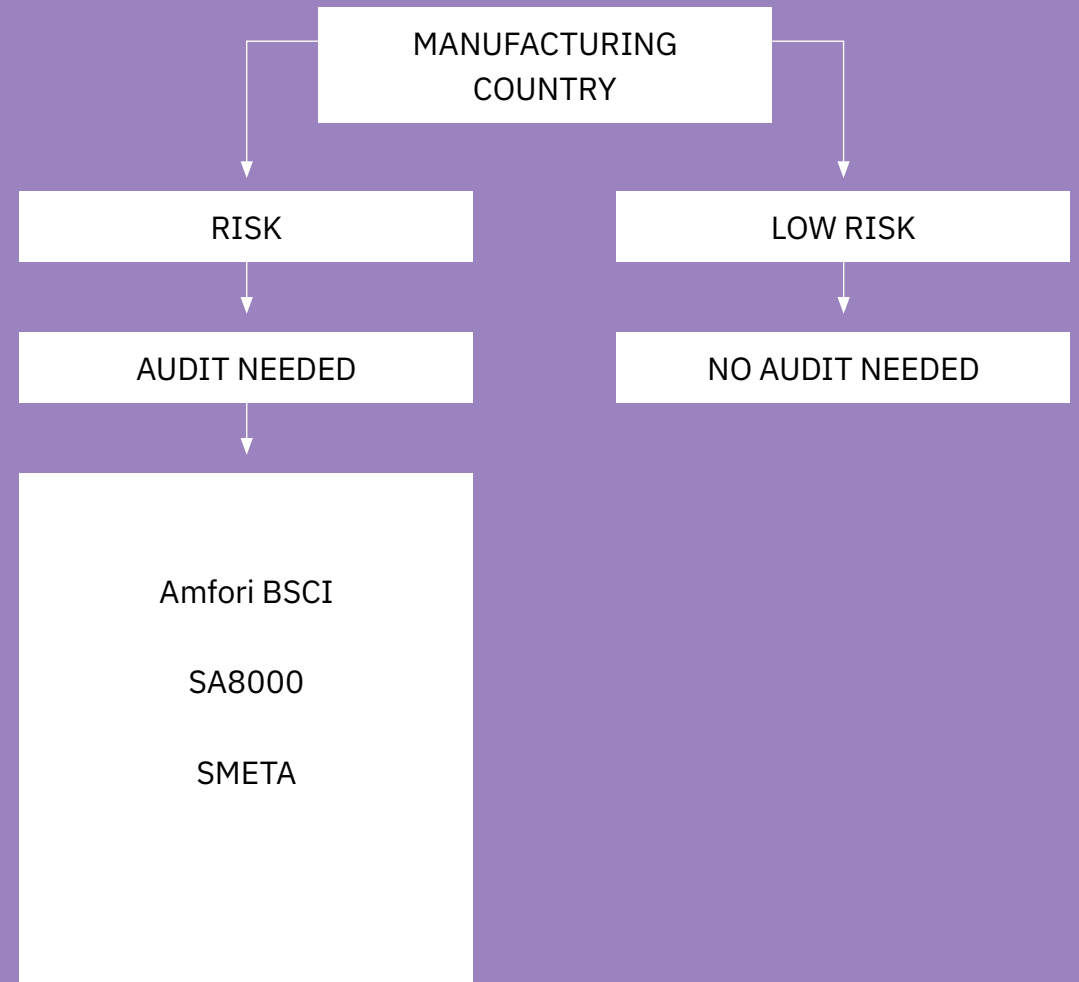 MANUFACTURING
COUNTRY
RISK
LOW RISK
AUDIT NEEDED
NO AUDIT NEEDED
Amfori BSCI
SA8000
SMETA